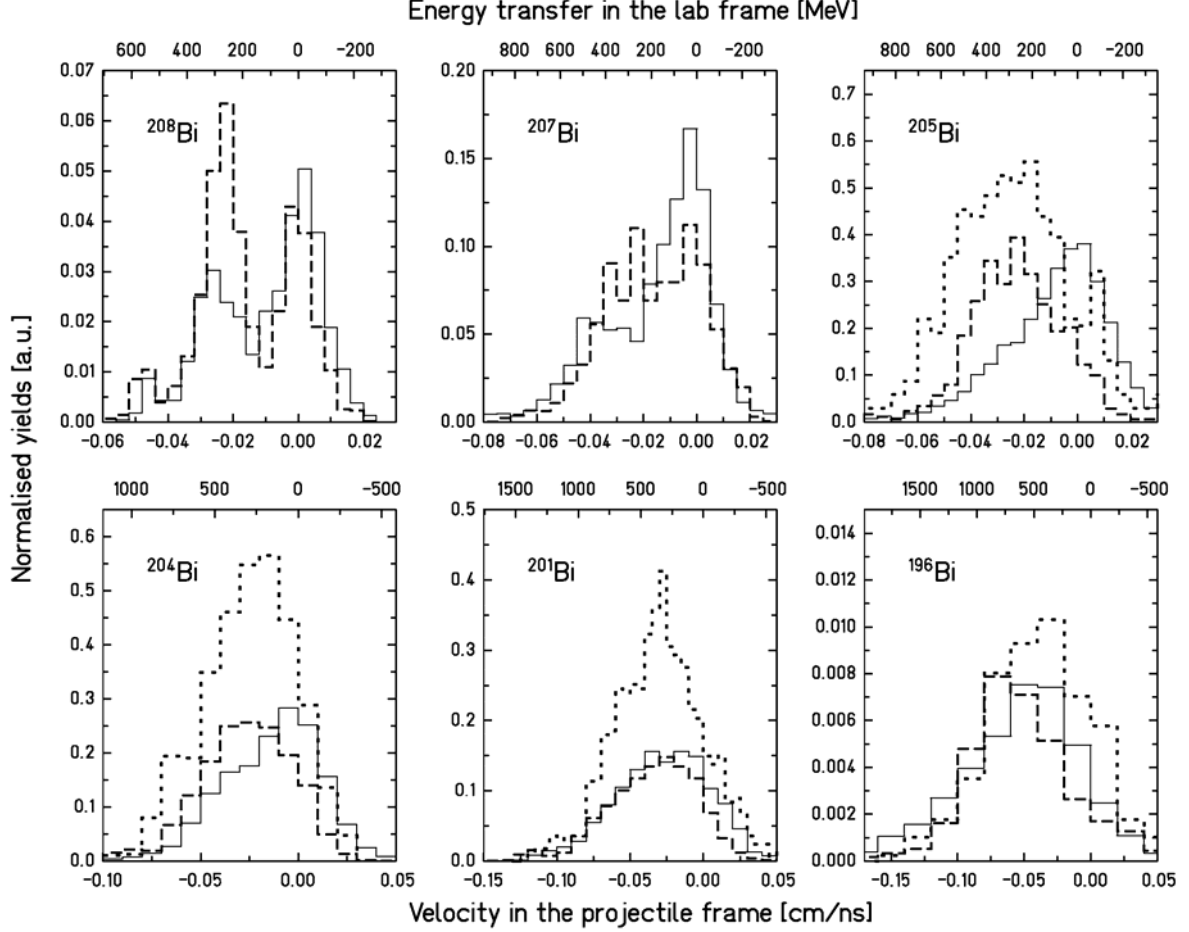 Energy transfer in the lab frame [MeV]
600 400 200 0 −200
800 600 400 200 0 −200
800 600 400 200 0 −200
0.07
0.06
0.05
0.04
0.03
0.02
0.01
0.00
²⁰⁸Bi
−0.06 −0.04 −0.02 0.00 0.02
0.20
0.15
0.10
0.05
0.00
²⁰⁷Bi
−0.08 −0.06 −0.04 −0.02 0.00 0.02
0.7
0.6
0.5
0.4
0.3
0.2
0.1
0.0
²⁰⁵Bi
−0.08 −0.06 −0.04 −0.02 0.00 0.02
Normalised yields [a.u.]
1000 500 0 −500
1500 1000 500 0 −500
1500 1000 500 0 −500
0.6
0.5
0.4
0.3
0.2
0.1
0.0
²⁰⁴Bi
−0.10 −0.05 0.00 0.05
0.5
0.4
0.3
0.2
0.1
0.0
²⁰¹Bi
−0.15 −0.10 −0.05 0.00 0.05
0.014
0.012
0.010
0.008
0.006
0.004
0.002
0.000
¹⁹⁶Bi
−0.15 −0.10 −0.05 0.00 0.05
Velocity in the projectile frame [cm/ns]